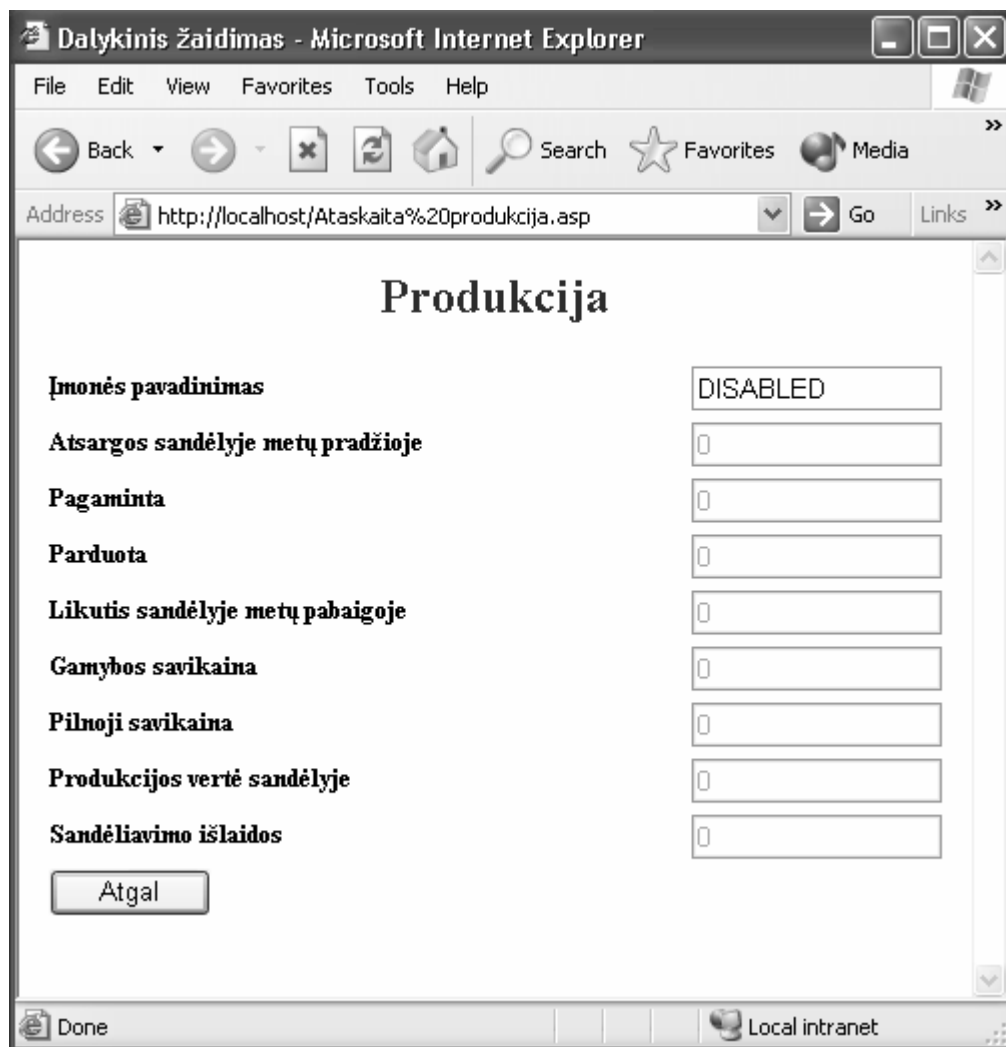 Dalykinis žaidimas - Microsoft Internet Explorer
File Edit View Favorites Tools Help
Back Search Favorites Media »
Address http://localhost/Ataskaita%20produkcija.asp Go Links »
Produkcija
Įmonės pavadinimas DISABLED
Atsargos sandėlyje metų pradžioje 0
Pagaminta 0
Parduota 0
Likutis sandėlyje metų pabaigoje 0
Gamybos savikaina 0
Pilnoji savikaina 0
Produkcijos vertė sandėlyje 0
Sandėliavimo išlaidos 0
Atgal
Done Local intranet